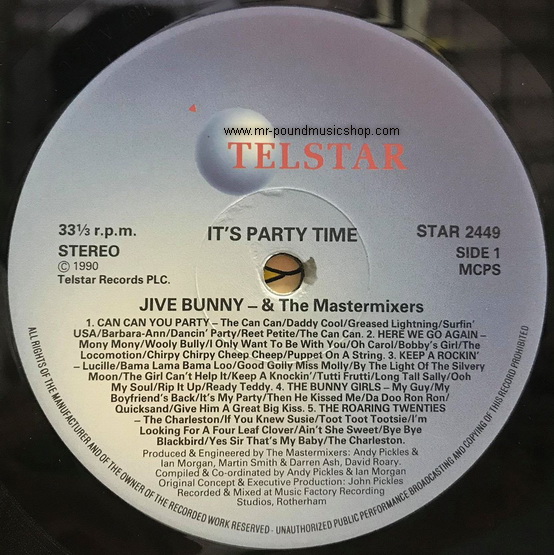 www.mr-poundmusicshop.com
TELSTAR
33⅓ r.p.m.
STEREO
© 1990
Telstar Records PLC.
IT'S PARTY TIME
STAR 2449
SIDE 1
MCPS
JIVE BUNNY – & The Mastermixers
1. CAN CAN YOU PARTY – The Can Can/Daddy Cool/Greased Lightning/Surfin'
USA/Barbara-Ann/Dancin' Party/Reet Petite/The Can Can. 2. HERE WE GO AGAIN –
Mony Mony/Wooly Bully/I Only Want To Be With You/Oh Carol/Bobby's Girl/The
Locomotion/Chirpy Chirpy Cheep Cheep/Puppet On A String. 3. KEEP A ROCKIN'
– Lucille/Bama Lama Bama Loo/Good Golly Miss Molly/By The Light Of The Silvery
Moon/The Girl Can't Help It/Keep A Knockin'/Tutti Frutti/Long Tall Sally/Ooh
My Soul/Rip It Up/Ready Teddy. 4. THE BUNNY GIRLS – My Guy/My
Boyfriend's Back/It's My Party/Then He Kissed Me/Da Doo Ron Ron/
Quicksand/Give Him A Great Big Kiss. 5. THE ROARING TWENTIES
– The Charleston/If You Knew Susie/Toot Toot Tootsie/I'm
Looking For A Four Leaf Clover/Ain't She Sweet/Bye Bye
Blackbird/Yes Sir That's My Baby/The Charleston.
Produced & Engineered by The Mastermixers: Andy Pickles &
Ian Morgan, Martin Smith & Darren Ash, David Roary.
Compiled & Co-ordinated by Andy Pickles & Ian Morgan
Original Concept & Executive Production: John Pickles
Recorded & Mixed at Music Factory Recording
Studios, Rotherham
ALL RIGHTS OF THE MANUFACTURER AND OF THE OWNER OF THE RECORDED WORK RESERVED - UNAUTHORIZED PUBLIC PERFORMANCE BROADCASTING AND COPYING OF THIS RECORD PROHIBITED